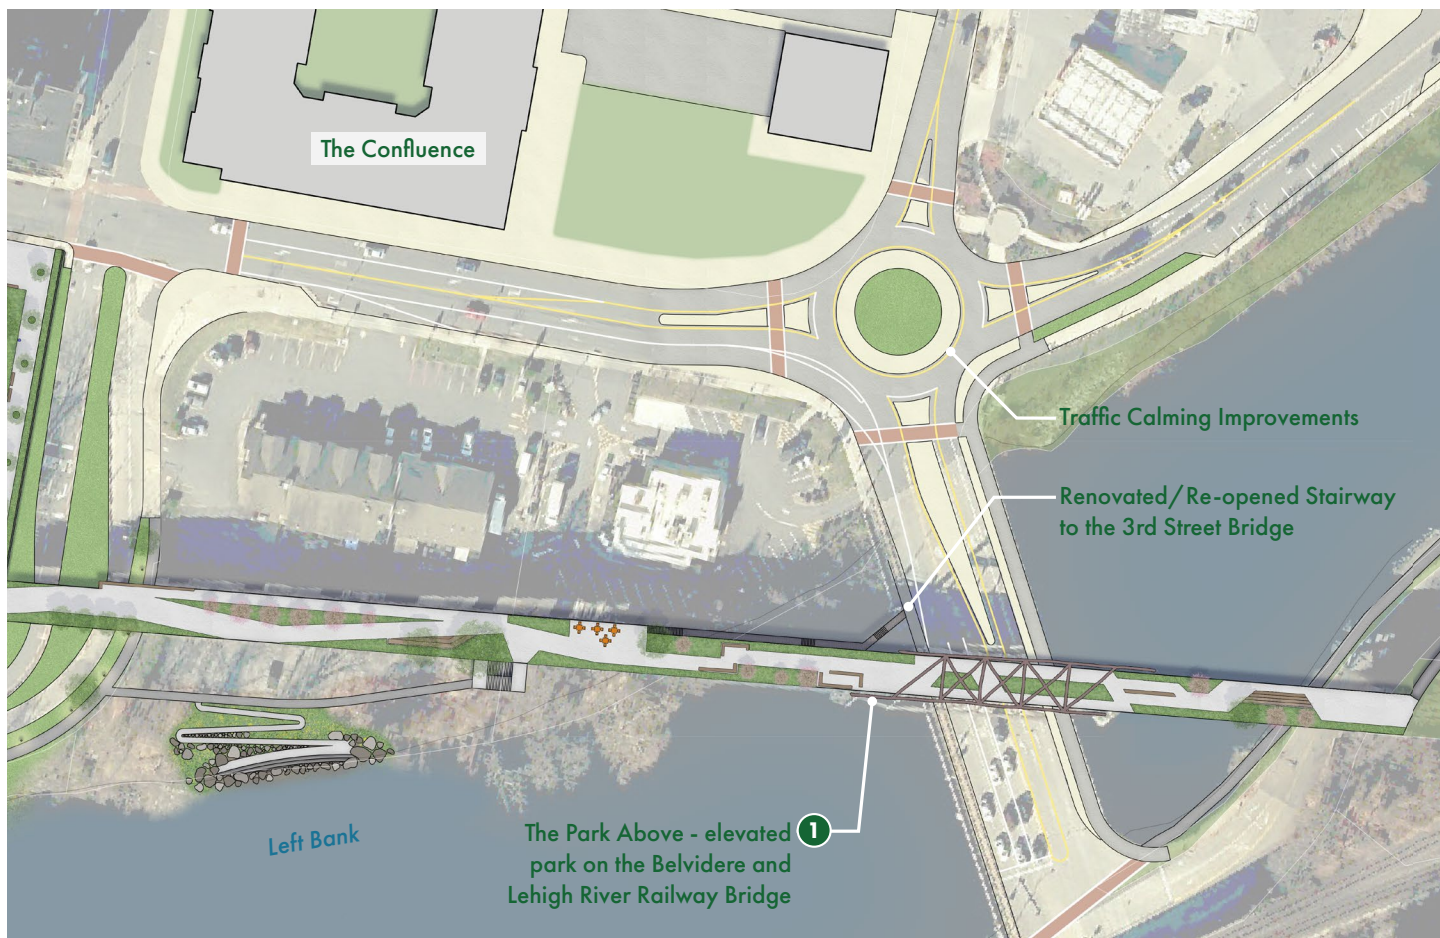 The Confluence
Traffic Calming Improvements
Renovated/Re-opened Stairway
to the 3rd Street Bridge
The Park Above - elevated
park on the Belvidere and
Lehigh River Railway Bridge
1
Left Bank